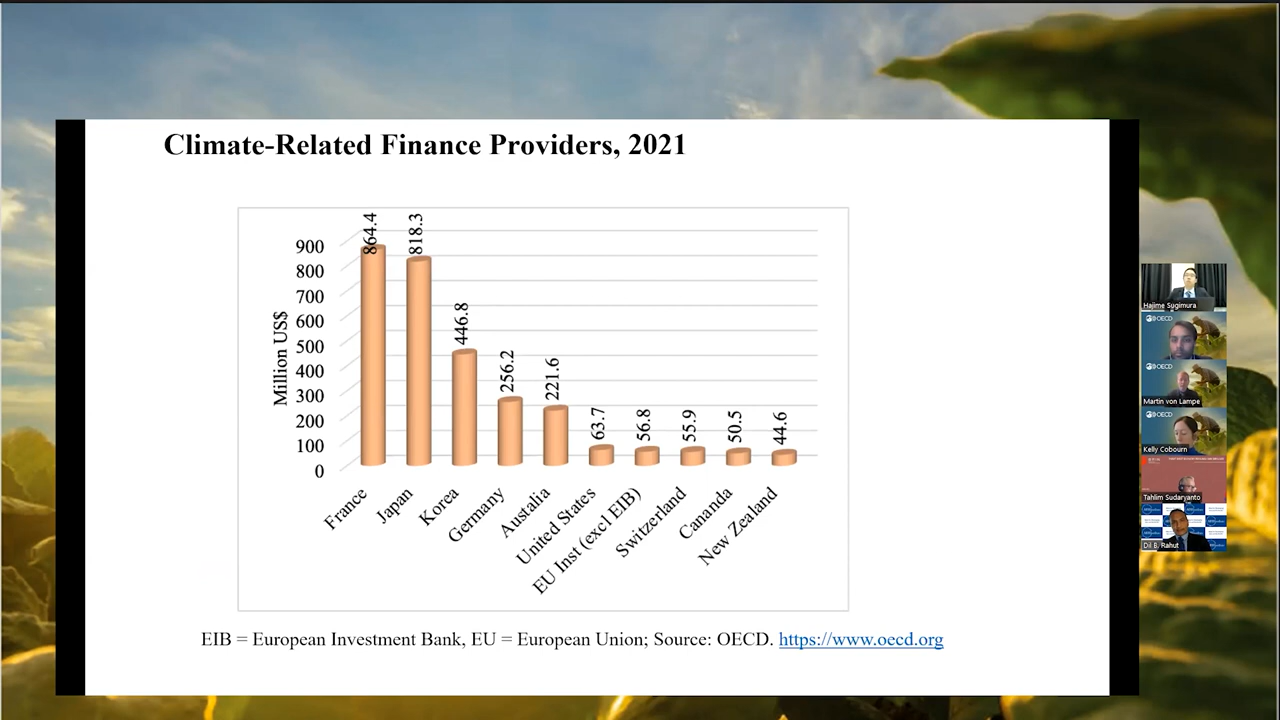 Climate-Related Finance Providers, 2021
864.4
818.3
446.8
256.2
221.6
63.7
56.8
55.9
50.5
44.6
Million US$
900
800
700
600
500
400
300
200
100
0
France
Japan
Korea
Germany
Austalia
United States
EU Inst (excl EIB)
Switzerland
Cananda
New Zealand
EIB = European Investment Bank, EU = European Union; Source: OECD. https://www.oecd.org
Hajime Sugimura
OECD
OECD
Martin von Lampe
OECD
Kelly Cobourn
Tahlim Sudaryanto
Dil B. Rahut